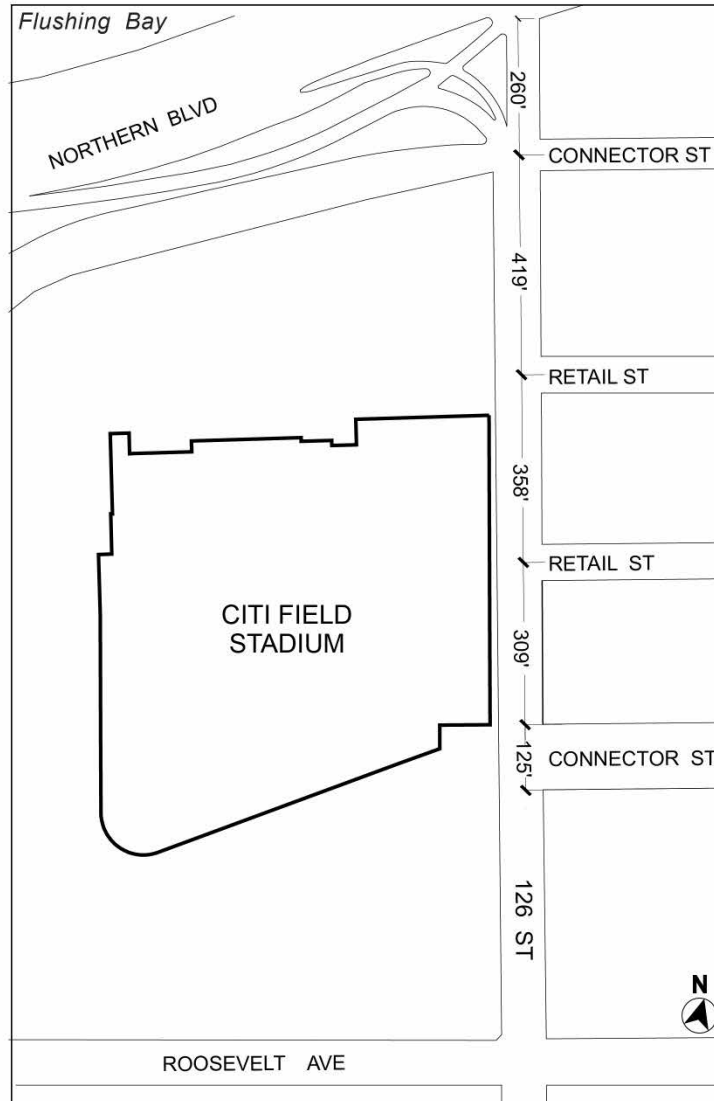 Flushing Bay
NORTHERN BLVD
260'
CONNECTOR ST
419'
RETAIL ST
358'
RETAIL ST
CITI FIELD
STADIUM
309'
125'
CONNECTOR ST
126 ST
N
ROOSEVELT AVE